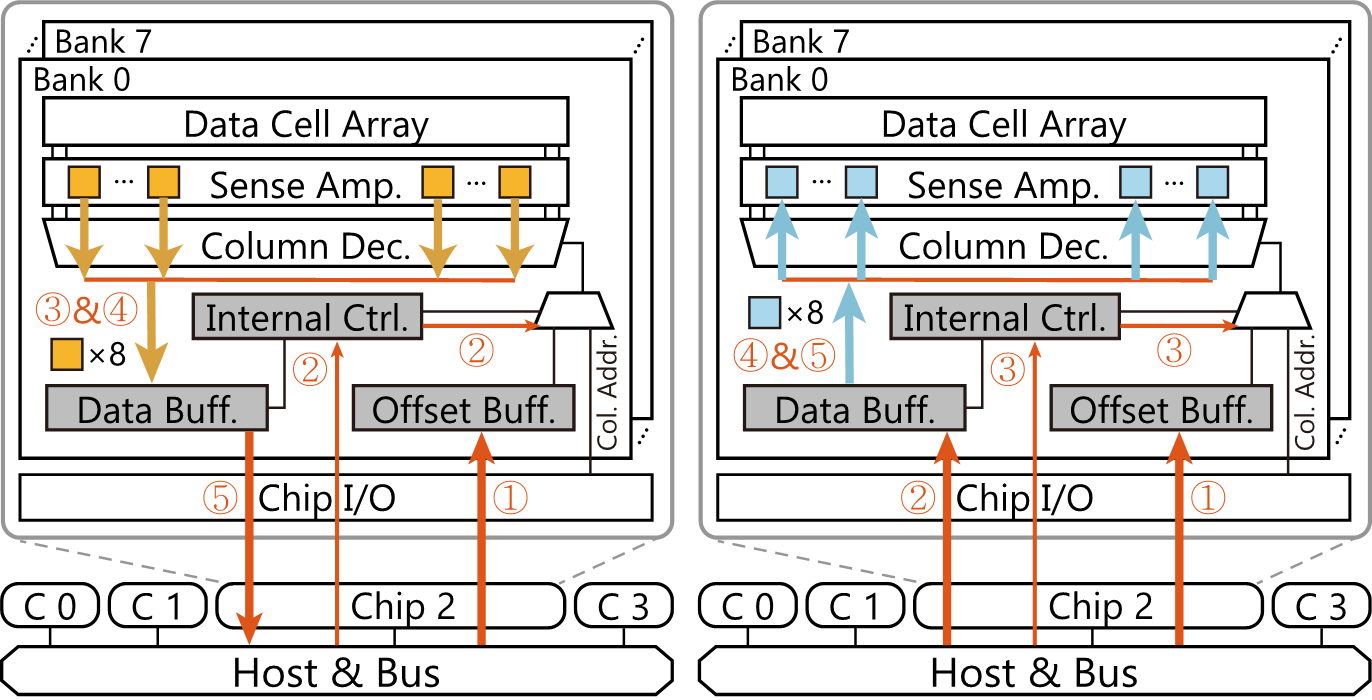 Bank 7
Bank 0
Data Cell Array
... Sense Amp. ...
Column Dec.
③&④
×8
Internal Ctrl.
②
②
Col. Addr.
Data Buff.
Offset Buff.
⑤
Chip I/O
①
C 0
C 1
Chip 2
C 3
Host & Bus
Bank 7
Bank 0
Data Cell Array
... Sense Amp. ...
Column Dec.
×8
④&⑤
Internal Ctrl.
③
③
Col. Addr.
Data Buff.
Offset Buff.
②
Chip I/O
①
C 0
C 1
Chip 2
C 3
Host & Bus